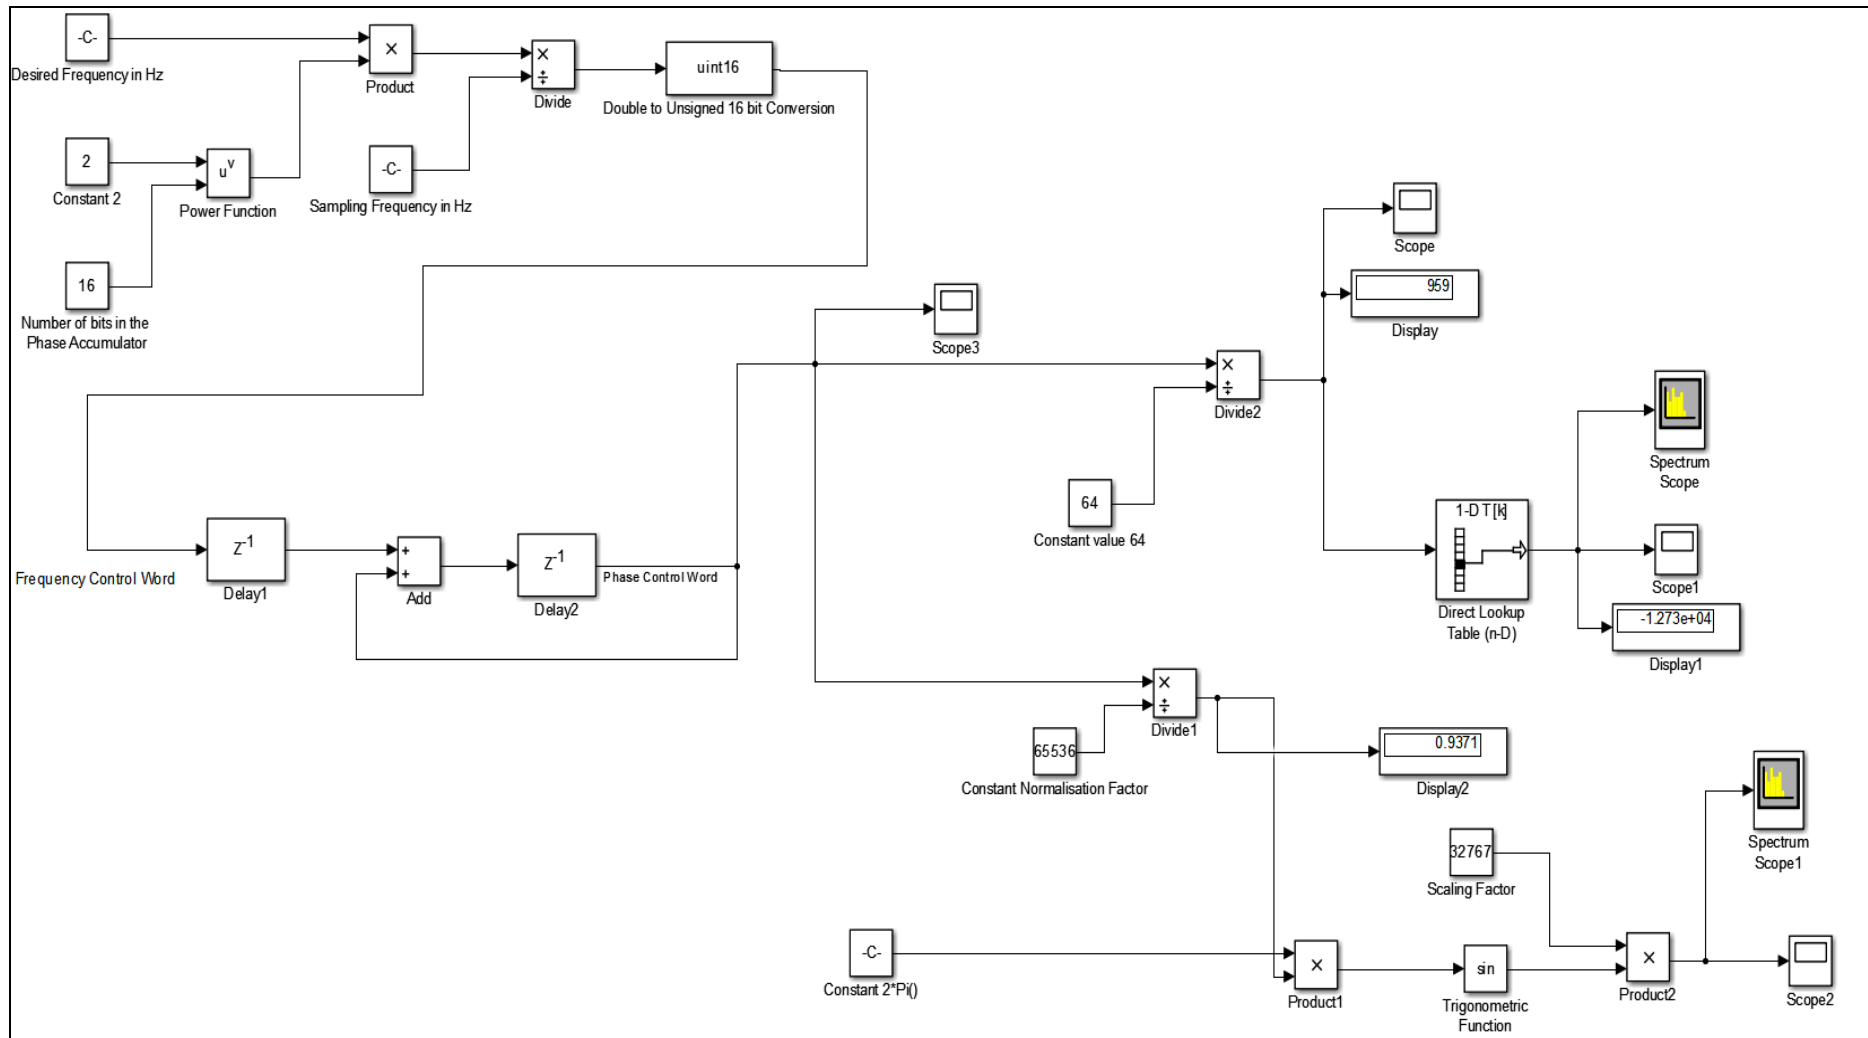 -C-
Desired Frequency in Hz
×
Product
×
÷
Divide
uint16
Double to Unsigned 16 bit Conversion
2
Constant 2
u^v
Power Function
-C-
Sampling Frequency in Hz
16
Number of bits in the
Phase Accumulator
Scope
959
Display
Scope3
×
÷
Divide2
Spectrum
Scope
64
Constant value 64
1-D T[k]
Direct Lookup
Table (n-D)
Scope1
-1.273e+04
Display1
Frequency Control Word
Z^-1
Delay1
+
+
Add
Z^-1
Delay2
Phase Control Word
×
÷
Divide1
65536
Constant Normalisation Factor
0.9371
Display2
Spectrum
Scope1
32767
Scaling Factor
-C-
Constant 2*Pi()
×
Product1
sin
Trigonometric
Function
×
Product2
Scope2